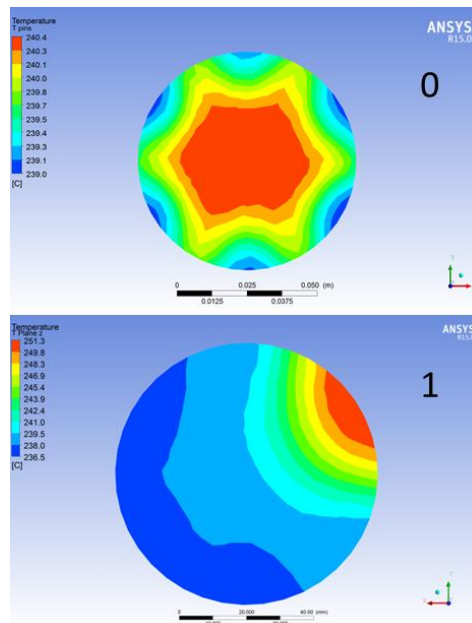 Temperature
T pins
240.4
240.3
240.1
240.0
239.8
239.7
239.5
239.4
239.3
239.1
239.0
[C]
ANSYS
R15.0
0
0 0.025 0.050 (m)
0.0125 0.0375
Temperature
T Plane z
251.3
249.8
248.3
246.9
245.4
243.9
242.4
241.0
239.5
238.0
236.5
[C]
ANSYS
1
0 20.000 40.00 (mm)